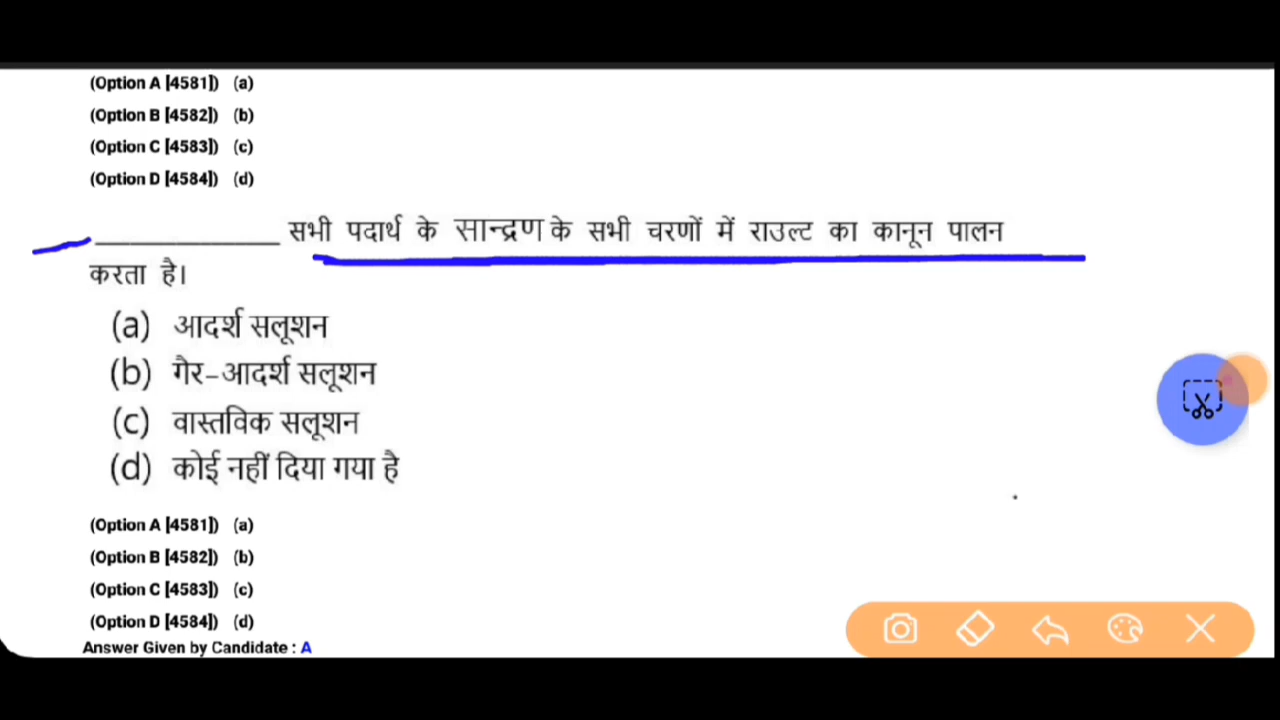 (Option A [4581]) (a)
(Option B [4582]) (b)
(Option C [4583]) (c)
(Option D [4584]) (d)
____________ सभी पदार्थ के सान्द्रण के सभी चरणों में राउल्ट का कानून पालन
करता है।
(a) आदर्श सलूशन
(b) गैर-आदर्श सलूशन
(c) वास्तविक सलूशन
(d) कोई नहीं दिया गया है
(Option A [4581]) (a)
(Option B [4582]) (b)
(Option C [4583]) (c)
(Option D [4584]) (d)
Answer Given by Candidate : A